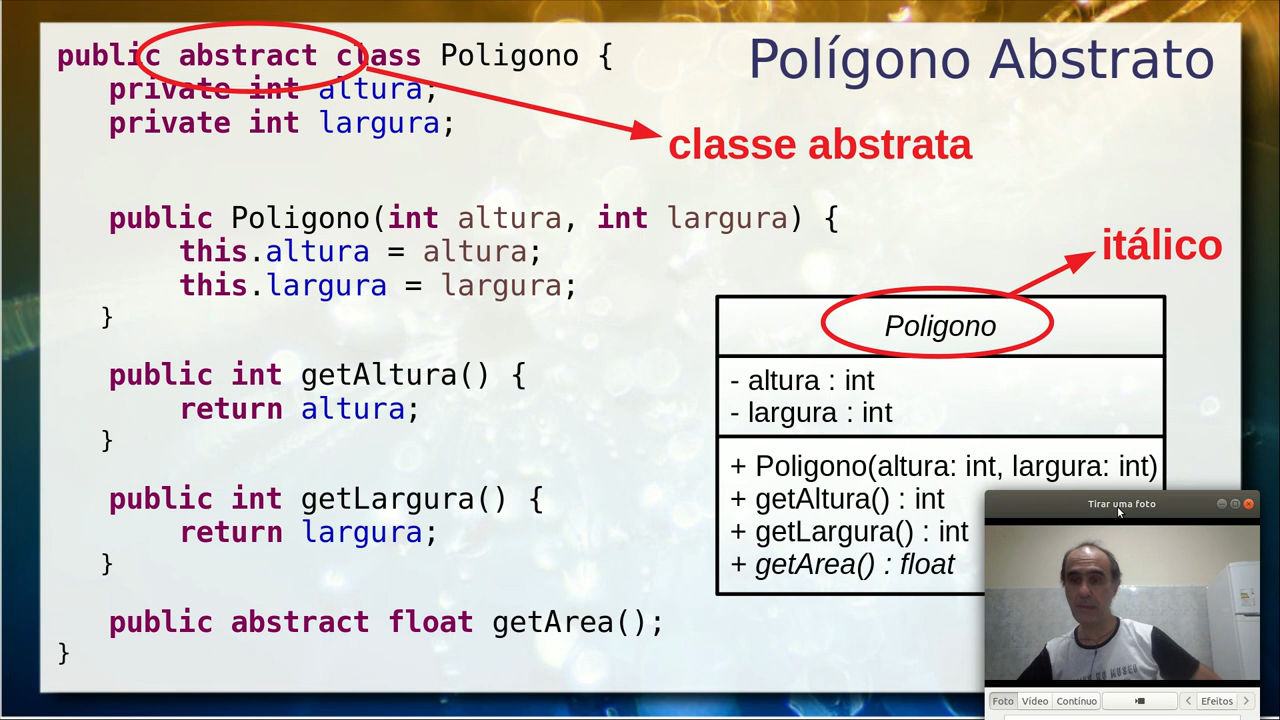 public abstract class Poligono {
private int altura;
private int largura;
public Poligono(int altura, int largura) {
this.altura = altura;
this.largura = largura;
}
public int getAltura() {
return altura;
}
public int getLargura() {
return largura;
}
public abstract float getArea();
}
Polígono Abstrato
classe abstrata
itálico
Poligono
- altura : int
- largura : int
+ Poligono(altura: int, largura: int)
+ getAltura() : int
+ getLargura() : int
+ getArea() : float
Tirar uma foto
Foto Vídeo Contínuo Efeitos